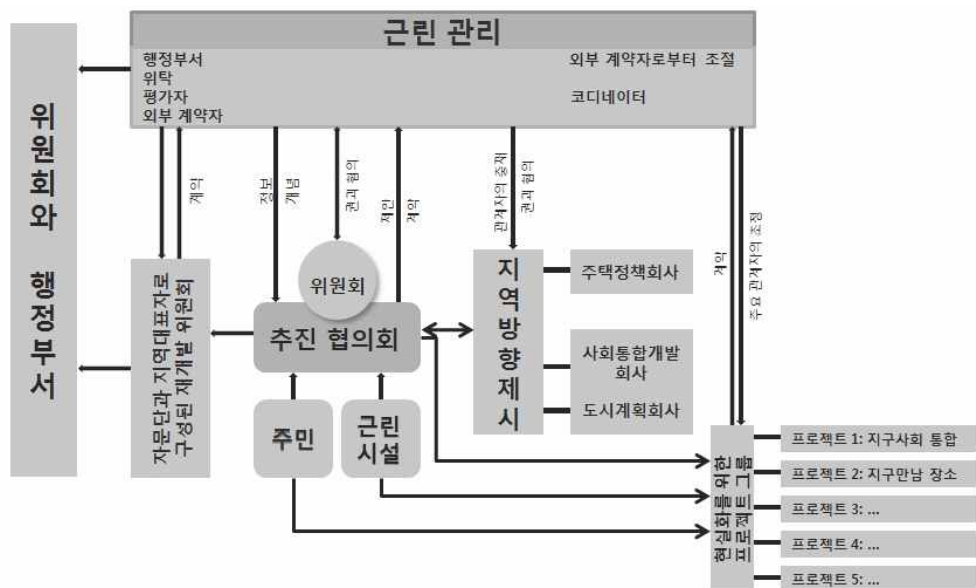 근린 관리
행정부서
위탁
평가자
외부 계약자
외부 계약자로부터 조절
코디네이터
위원회와 행정부서
계약
정보
개념
권과 협의
제안
계약
관계자의 중재
권과 협의
계약
주요 관계자의 조정
자문단과 지역대표자로
구성된 재개발 위원회
위원회
추진 협의회
주민
근린
시설
지역방향제시
주택정책회사
사회통합개발
회사
도시계획회사
현실화를 위한
프로젝트 그룹
프로젝트 1: 지구사회 통합
프로젝트 2: 지구만남 장소
프로젝트 3: ...
프로젝트 4: ...
프로젝트 5: ...